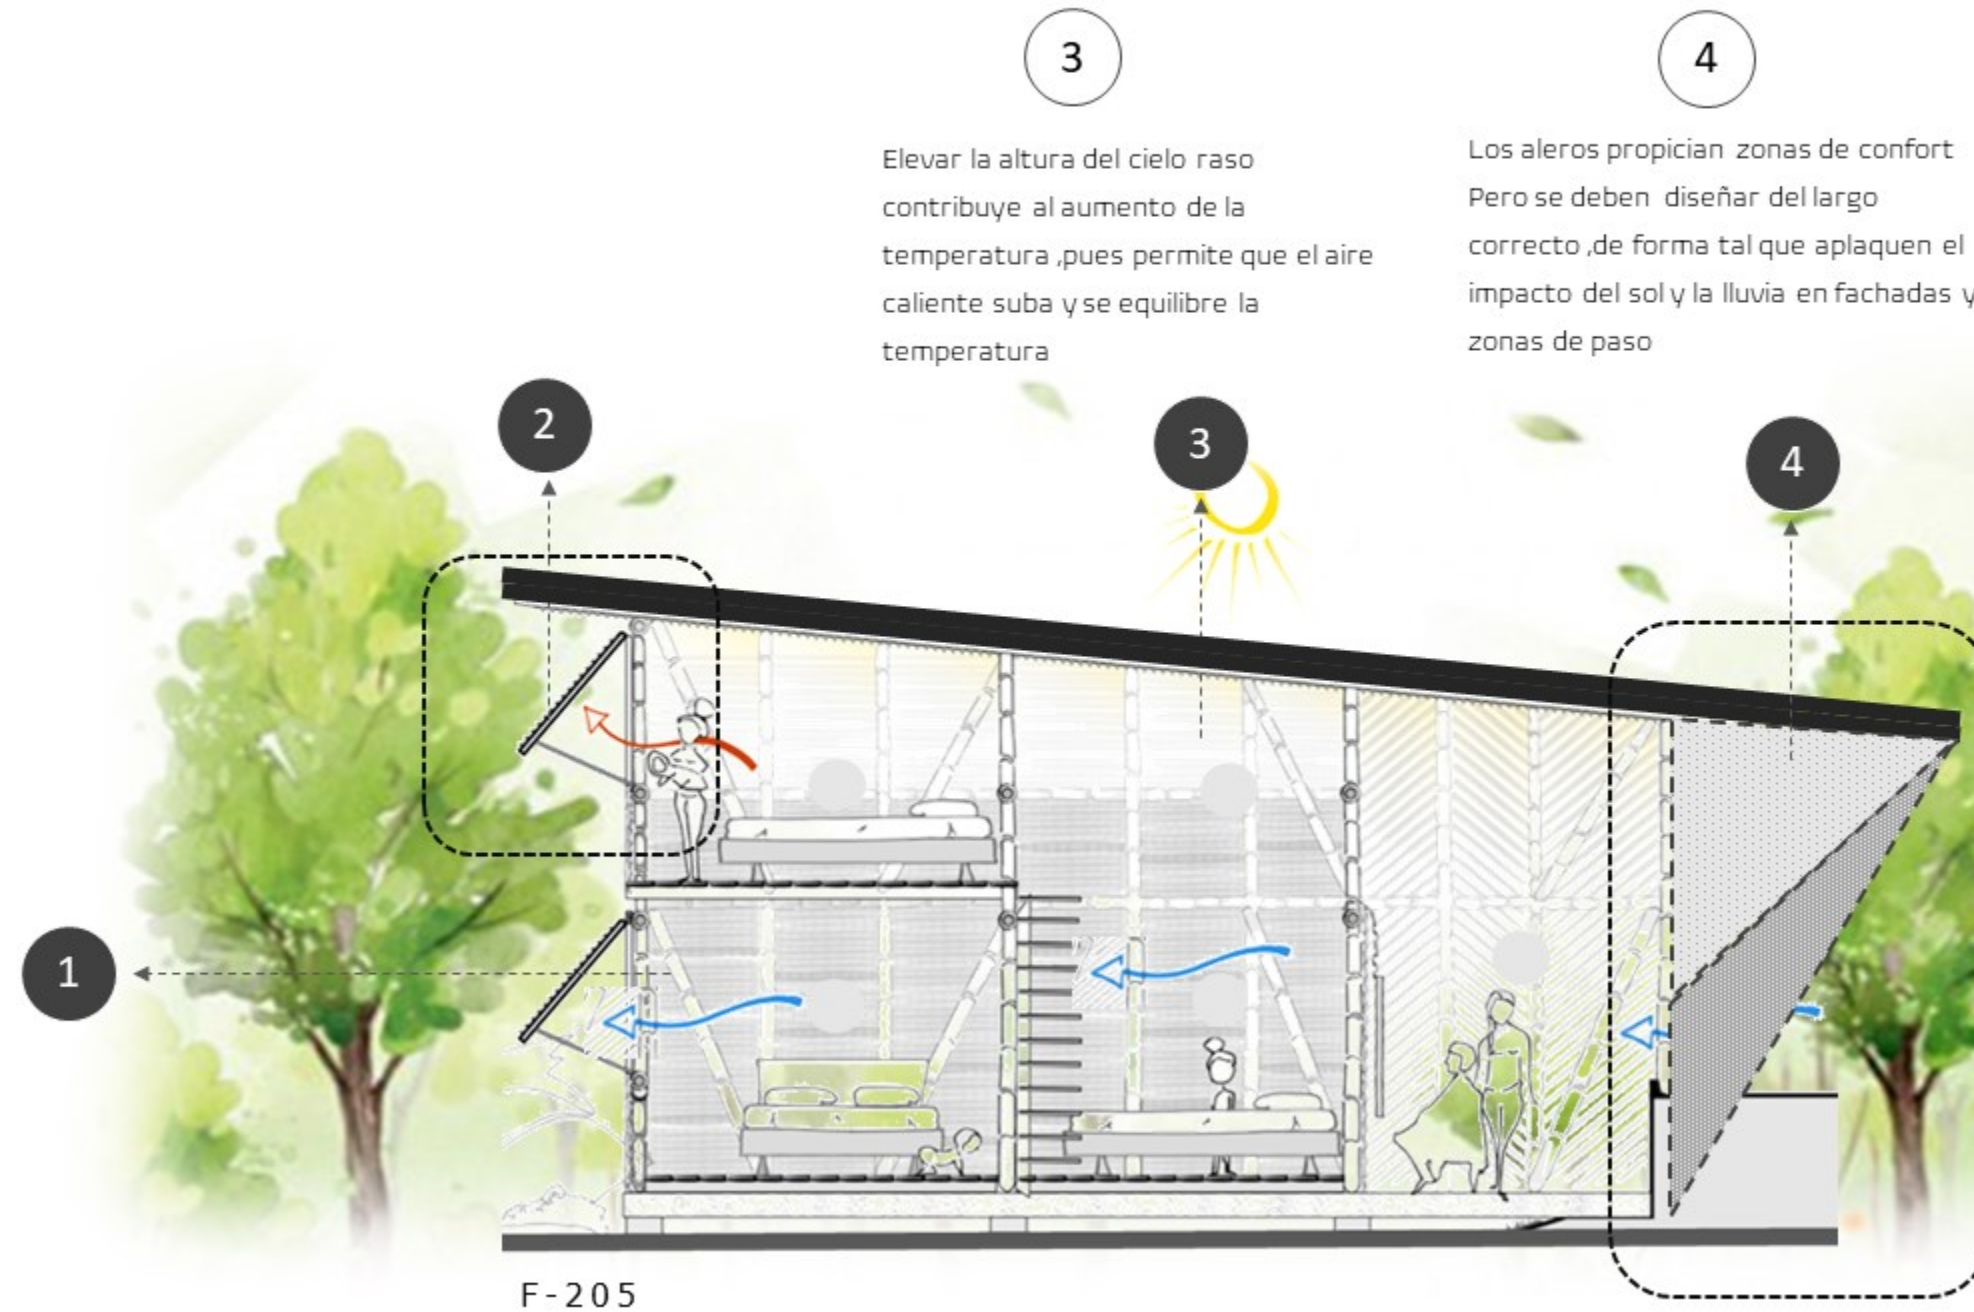 3
Elevar la altura del cielo raso
contribuye al aumento de la
temperatura ,pues permite que el aire
caliente suba y se equilibre la
temperatura
4
Los aleros propician zonas de confort
Pero se deben diseñar del largo
correcto ,de forma tal que aplaquen el
impacto del sol y la lluvia en fachadas y
zonas de paso
2
3
4
1
F-205